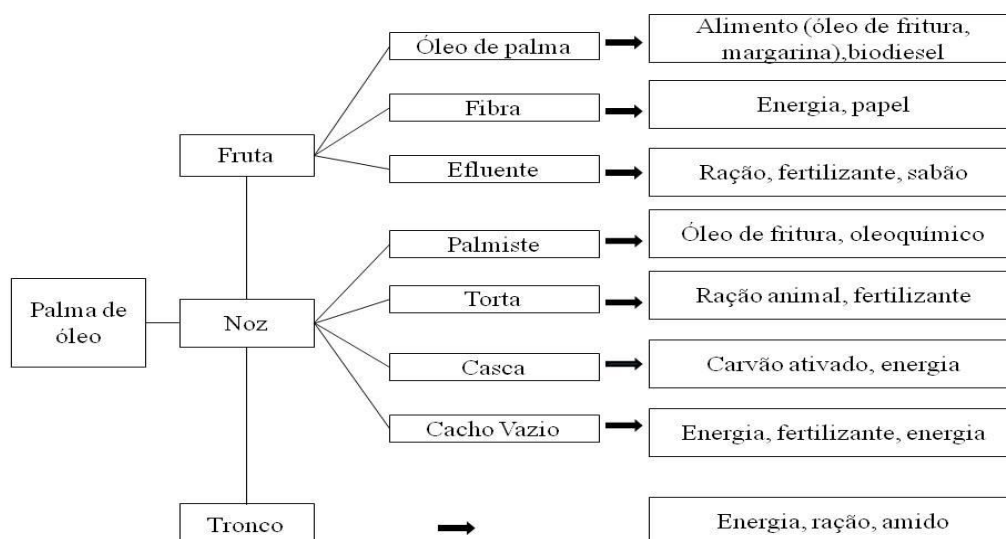 Palma de
óleo
Fruta
Óleo de palma
Alimento (óleo de fritura,
margarina),biodiesel
Fibra
Energia, papel
Efluente
Ração, fertilizante, sabão
Noz
Palmiste
Óleo de fritura, oleoquímico
Torta
Ração animal, fertilizante
Casca
Carvão ativado, energia
Cacho Vazio
Energia, fertilizante, energia
Tronco
Energia, ração, amido